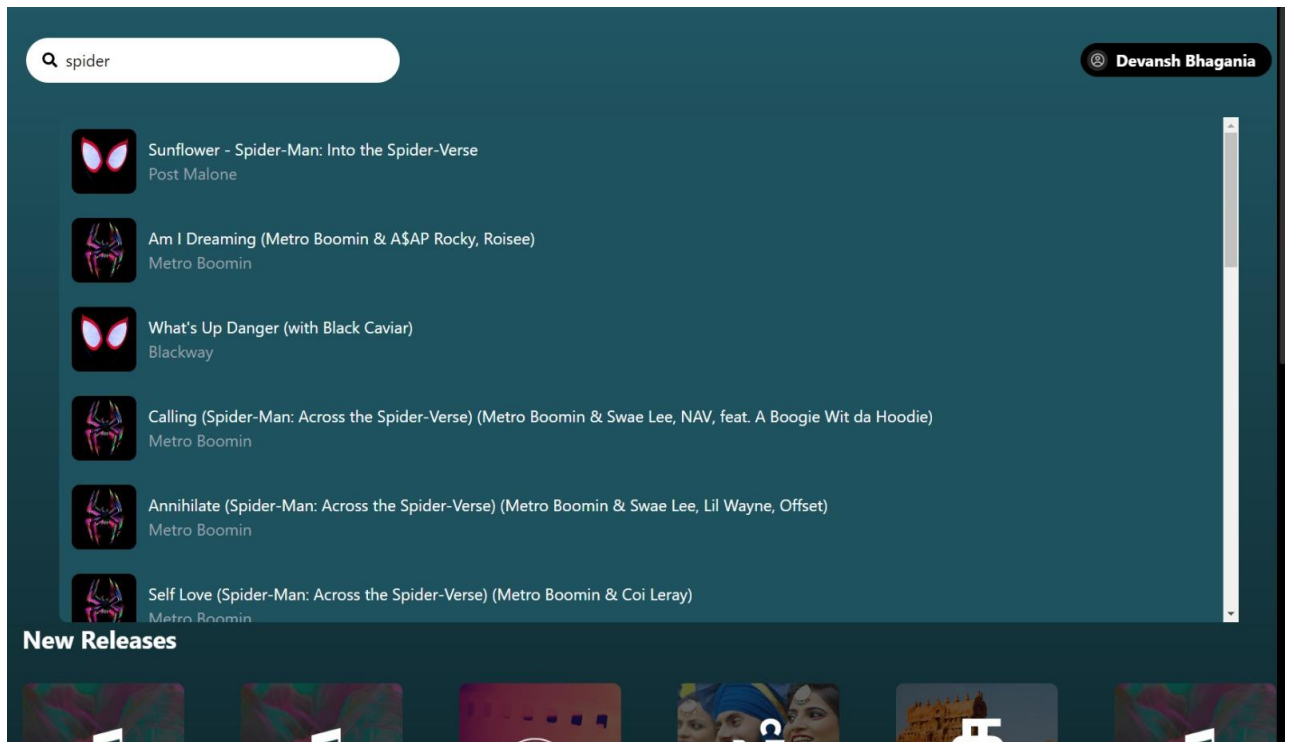 spider
Devansh Bhagania
Sunflower - Spider-Man: Into the Spider-Verse
Post Malone
Am I Dreaming (Metro Boomin & A$AP Rocky, Roisee)
Metro Boomin
What's Up Danger (with Black Caviar)
Blackway
Calling (Spider-Man: Across the Spider-Verse) (Metro Boomin & Swae Lee, NAV, feat. A Boogie Wit da Hoodie)
Metro Boomin
Annihilate (Spider-Man: Across the Spider-Verse) (Metro Boomin & Swae Lee, Lil Wayne, Offset)
Metro Boomin
Self Love (Spider-Man: Across the Spider-Verse) (Metro Boomin & Coi Leray)
Metro Boomin
New Releases